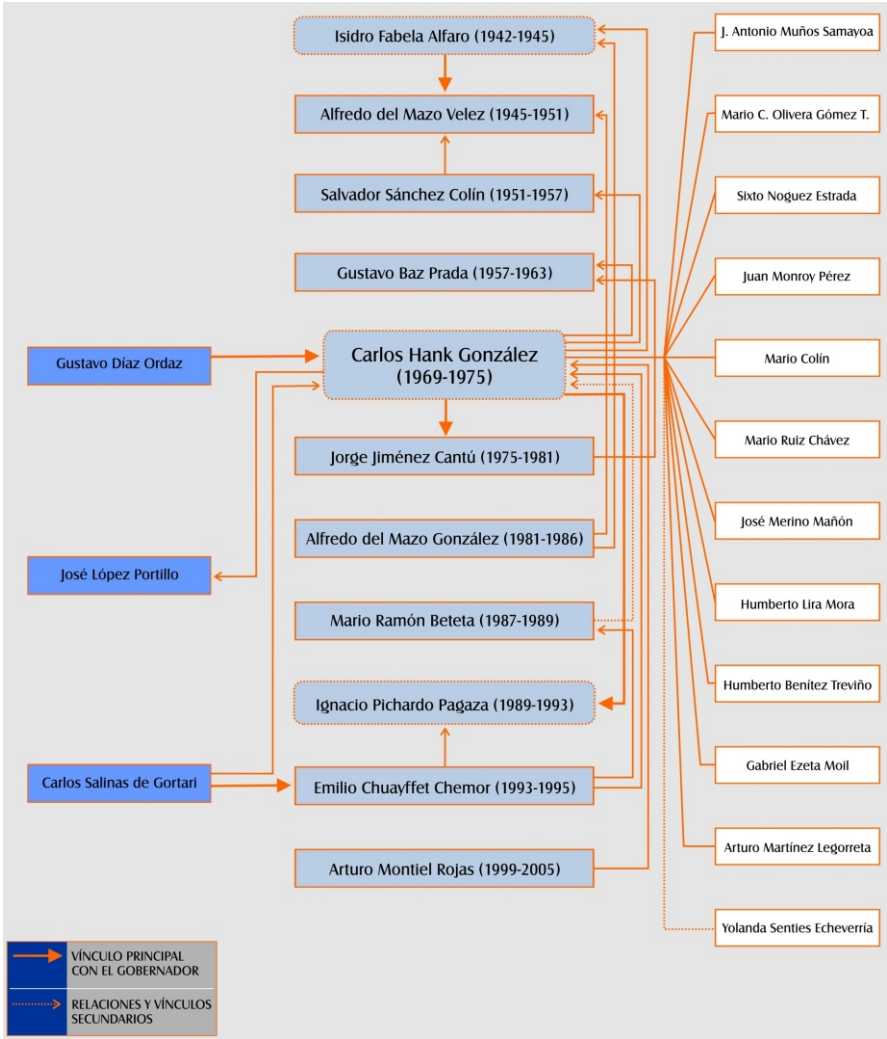 Isidro Fabela Alfaro (1942-1945)
Alfredo del Mazo Velez (1945-1951)
Salvador Sánchez Colín (1951-1957)
Gustavo Baz Prada (1957-1963)
Gustavo Díaz Ordaz
Carlos Hank González
(1969-1975)
Jorge Jiménez Cantú (1975-1981)
Alfredo del Mazo González (1981-1986)
José López Portillo
Mario Ramón Beteta (1987-1989)
Ignacio Pichardo Pagaza (1989-1993)
Carlos Salinas de Gortari
Emilio Chuayffet Chemor (1993-1995)
Arturo Montiel Rojas (1999-2005)
J. Antonio Muños Samayoa
Mario C. Olivera Gómez T.
Sixto Noguez Estrada
Juan Monroy Pérez
Mario Colín
Mario Ruiz Chávez
José Merino Mañón
Humberto Lira Mora
Humberto Benítez Treviño
Gabriel Ezeta Moil
Arturo Martínez Legorreta
Yolanda Senties Echeverría
VÍNCULO PRINCIPAL
CON EL GOBERNADOR
RELACIONES Y VÍNCULOS
SECUNDARIOS